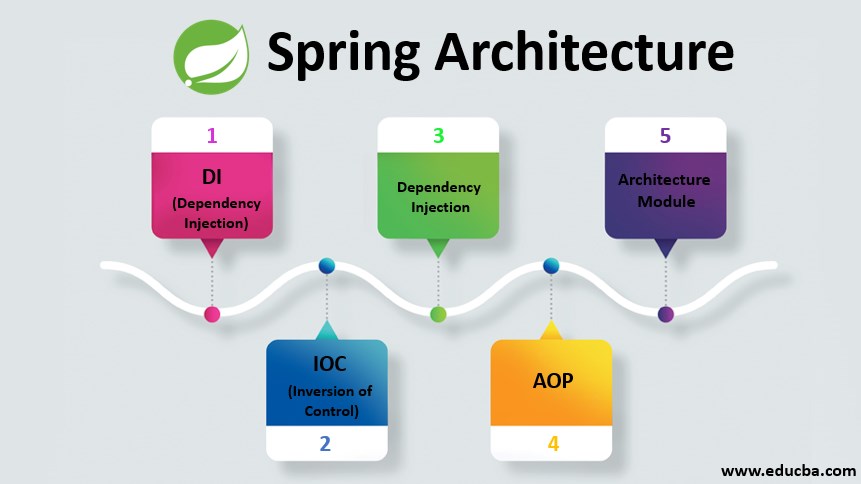 Spring Architecture
1
DI
(Dependency
Injection)
IOC
(Inversion of
Control)
2
3
Dependency
Injection
AOP
4
5
Architecture
Module
www.educba.com